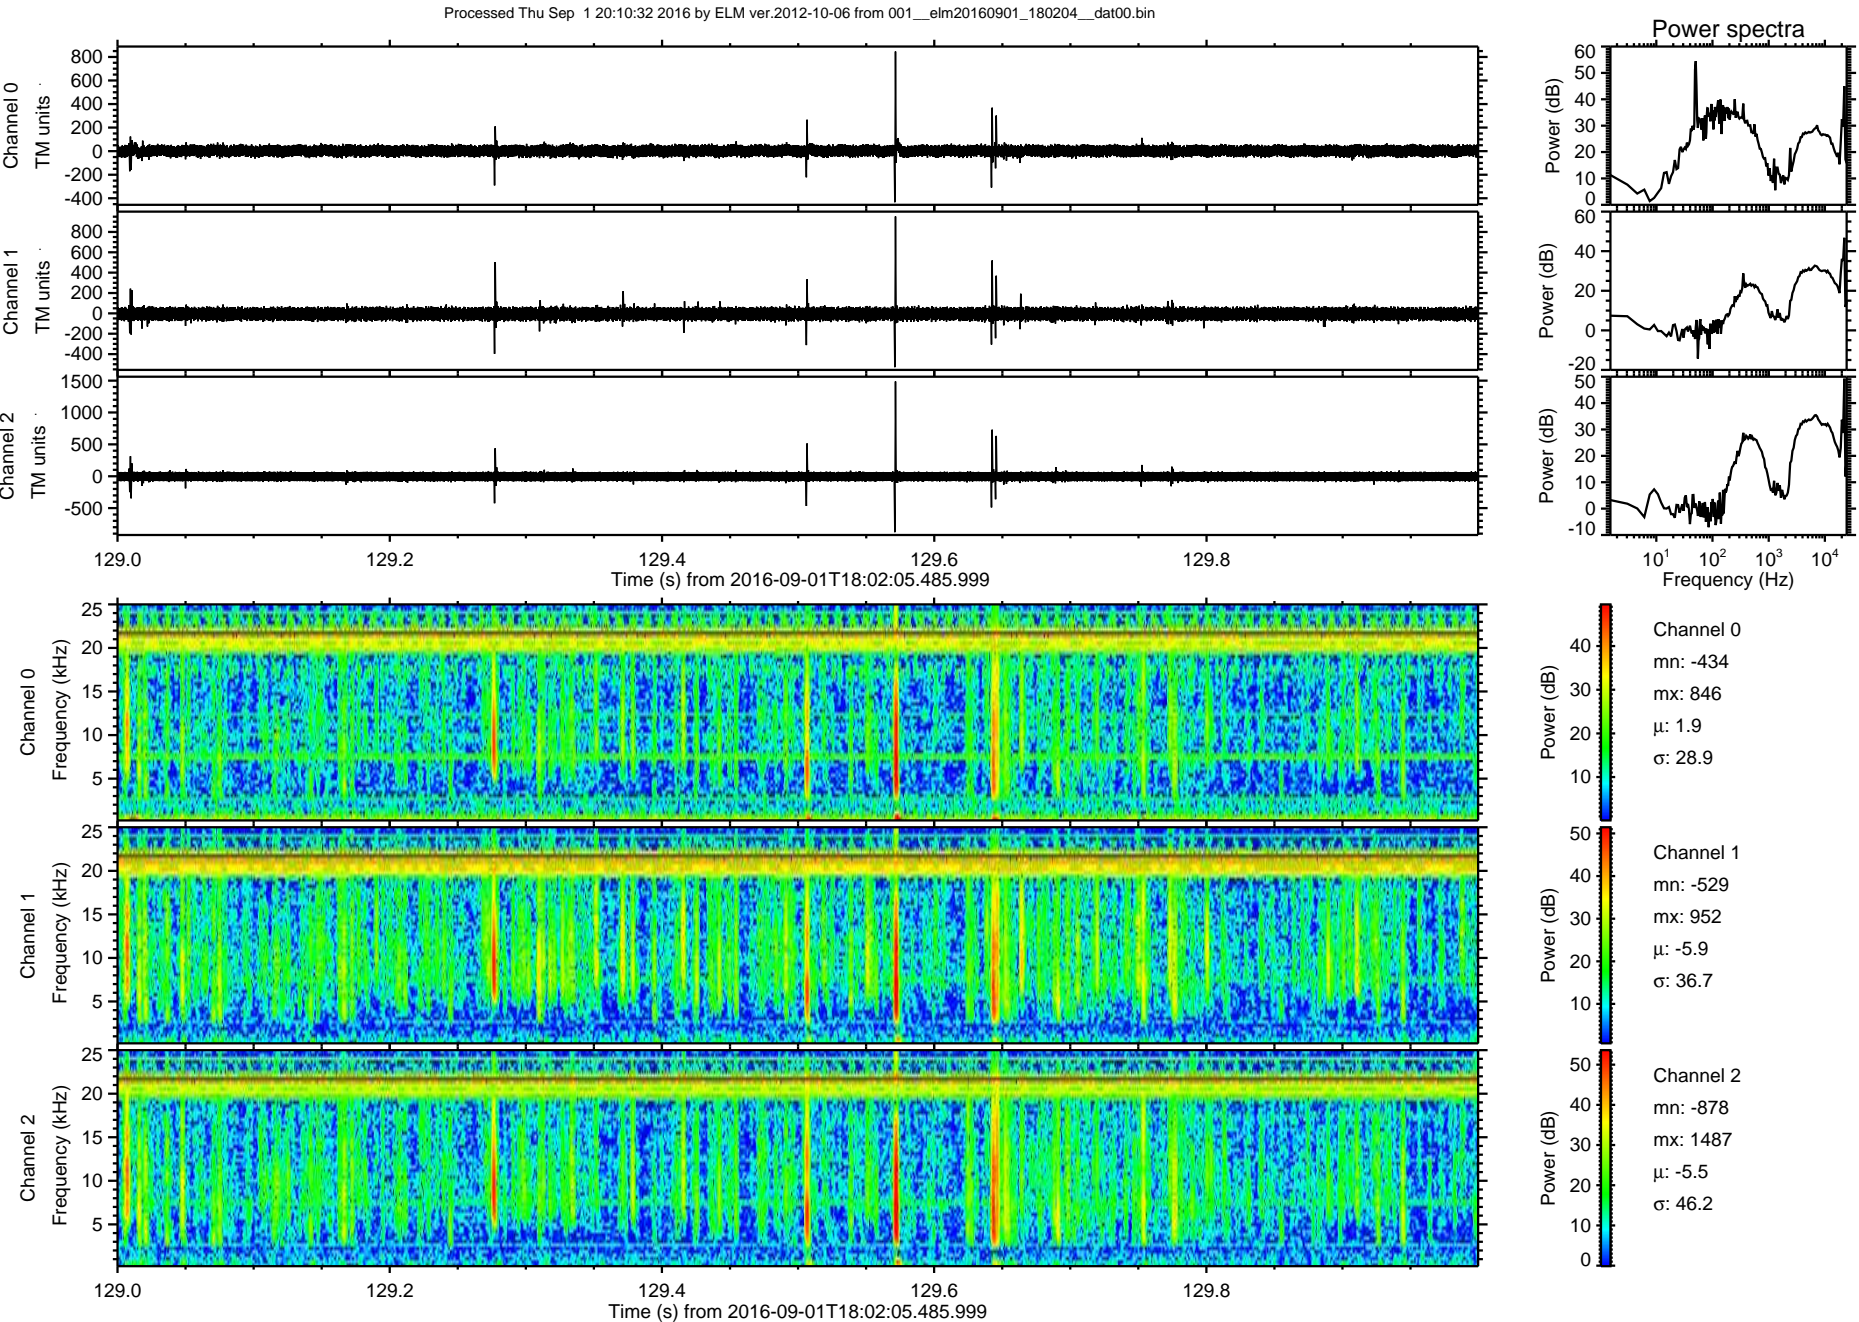 Processed Thu Sep  1 20:10:32 2016 by ELM ver.2012-10-06 from 001__elm20160901_180204__dat00.bin
Power spectra
Channel 0
TM units
800
600
400
200
0
-200
-400
Power (dB)
60
50
40
30
20
10
0
Channel 1
TM units
800
600
400
200
0
-200
-400
Power (dB)
60
40
20
0
-20
Channel 2
TM units
1500
1000
500
0
-500
Power (dB)
50
40
30
20
10
0
-10
129.0 129.2 129.4 129.6 129.8
Time (s) from 2016-09-01T18:02:05.485.999
10^1 10^2 10^3 10^4
Frequency (Hz)
Channel 0
Frequency (kHz)
25
20
15
10
5
Power (dB)
40
30
20
10
Channel 0
mn: -434
mx: 846
μ: 1.9
σ: 28.9
Channel 1
Frequency (kHz)
25
20
15
10
5
Power (dB)
50
40
30
20
10
Channel 1
mn: -529
mx: 952
μ: -5.9
σ: 36.7
Channel 2
Frequency (kHz)
25
20
15
10
5
Power (dB)
50
40
30
20
10
0
Channel 2
mn: -878
mx: 1487
μ: -5.5
σ: 46.2
129.0 129.2 129.4 129.6 129.8
Time (s) from 2016-09-01T18:02:05.485.999